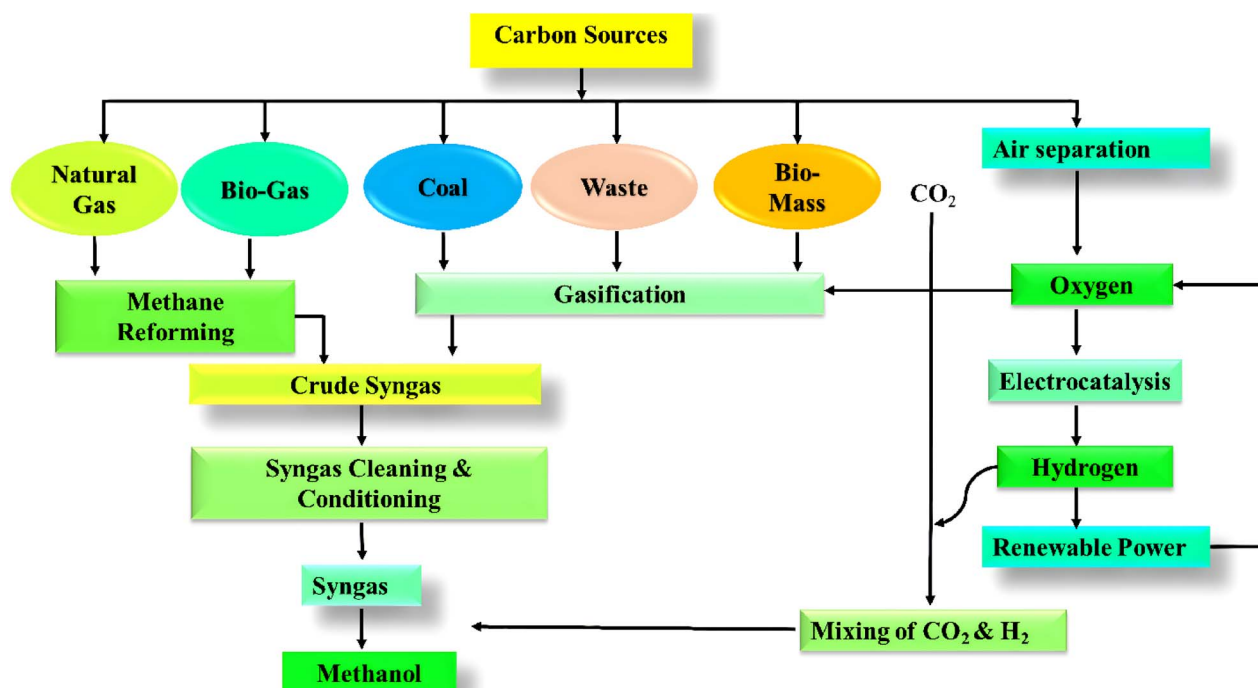 Carbon Sources
Natural
Gas
Bio-Gas
Coal
Waste
Bio-
Mass
Air separation
CO₂
Methane
Reforming
Gasification
Oxygen
Crude Syngas
Electrocatalysis
Syngas Cleaning &
Conditioning
Hydrogen
Renewable Power
Syngas
Mixing of CO₂ & H₂
Methanol